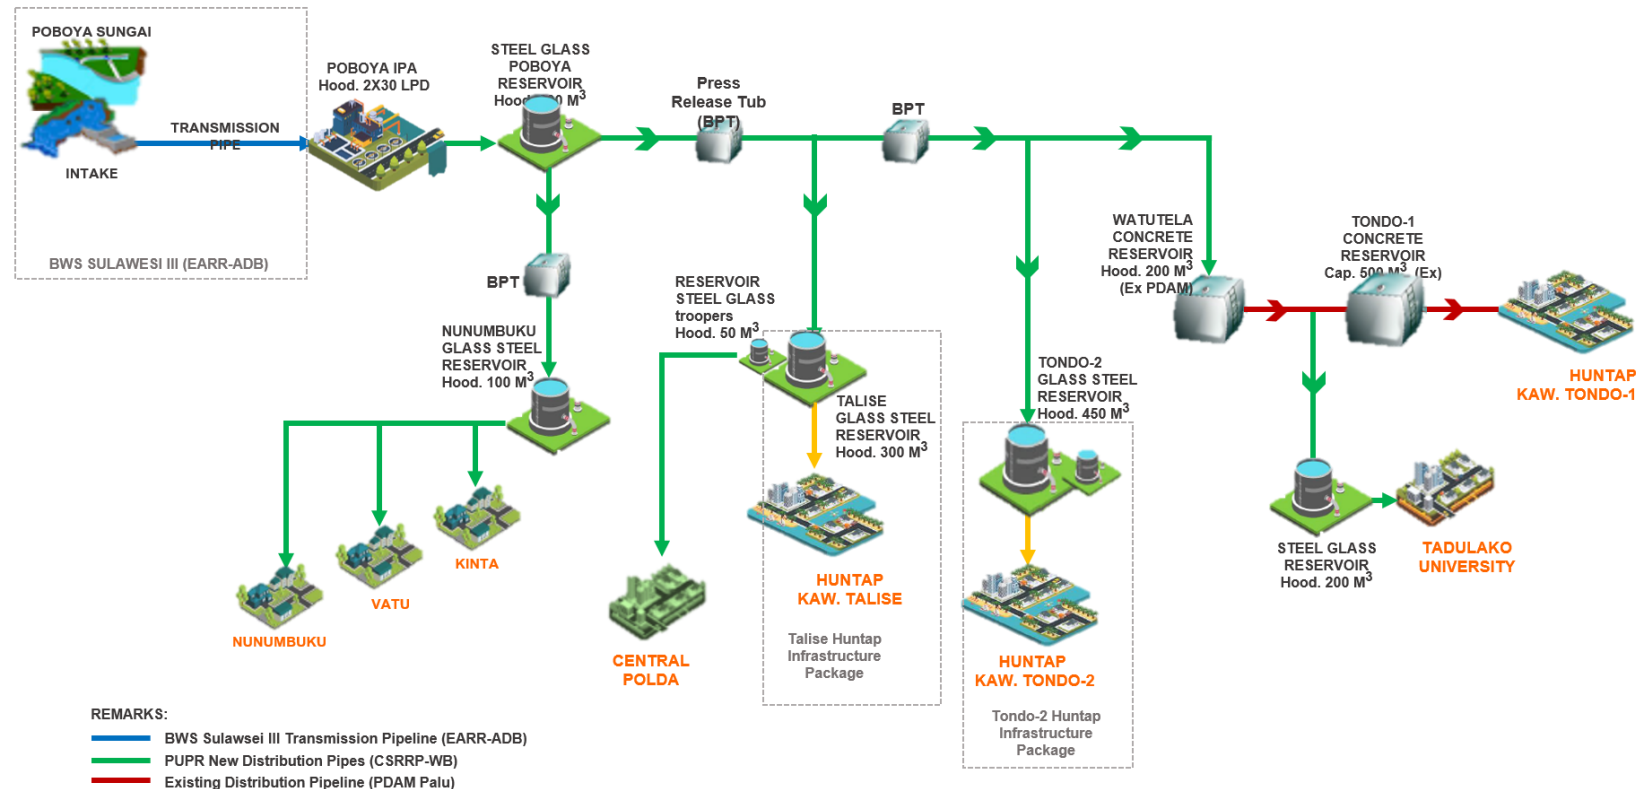 POBOYA SUNGAI
INTAKE
TRANSMISSION
PIPE
BWS SULAWESI III (EARR-ADB)
POBOYA IPA
Hood. 2X30 LPD
STEEL GLASS
POBOYA
RESERVOIR
Hood. M3
Press
Release Tub
(BPT)
BPT
BPT
NUNUMBUKU
GLASS STEEL
RESERVOIR
Hood. 100 M3
NUNUMBUKU
VATU
KINTA
RESERVOIR
STEEL GLASS
troopers
Hood. 50 M3
CENTRAL
POLDA
TALISE
GLASS STEEL
RESERVOIR
Hood. 300 M3
HUNTAP
KAW. TALISE
Talise Huntap
Infrastructure
Package
TONDO-2
GLASS STEEL
RESERVOIR
Hood. 450 M3
HUNTAP
KAW. TONDO-2
Tondo-2 Huntap
Infrastructure
Package
WATUTELA
CONCRETE
RESERVOIR
Hood. 200 M3
(Ex PDAM)
TONDO-1
CONCRETE
RESERVOIR
Cap. 500 M3 (Ex)
HUNTAP
KAW. TONDO-1
STEEL GLASS
RESERVOIR
Hood. 200 M3
TADULAKO
UNIVERSITY
REMARKS:
BWS Sulawsei III Transmission Pipeline (EARR-ADB)
PUPR New Distribution Pipes (CSRRP-WB)
Existing Distribution Pipeline (PDAM Palu)